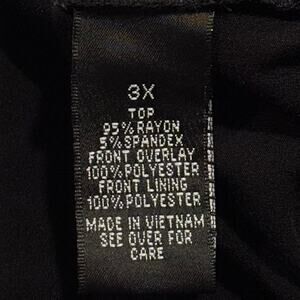 3X
TOP
95%RAYON
5%SPANDEX
FRONT OVERLAY
100%POLYESTER
FRONT LINING
100%POLYESTER
MADE IN VIETNAM
SEE OVER FOR
CARE